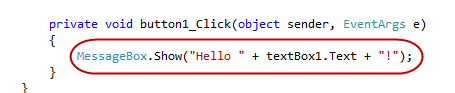 private void button1_Click(object sender, EventArgs e)
{
MessageBox.Show("Hello " + textBox1.Text + "!");
}
}